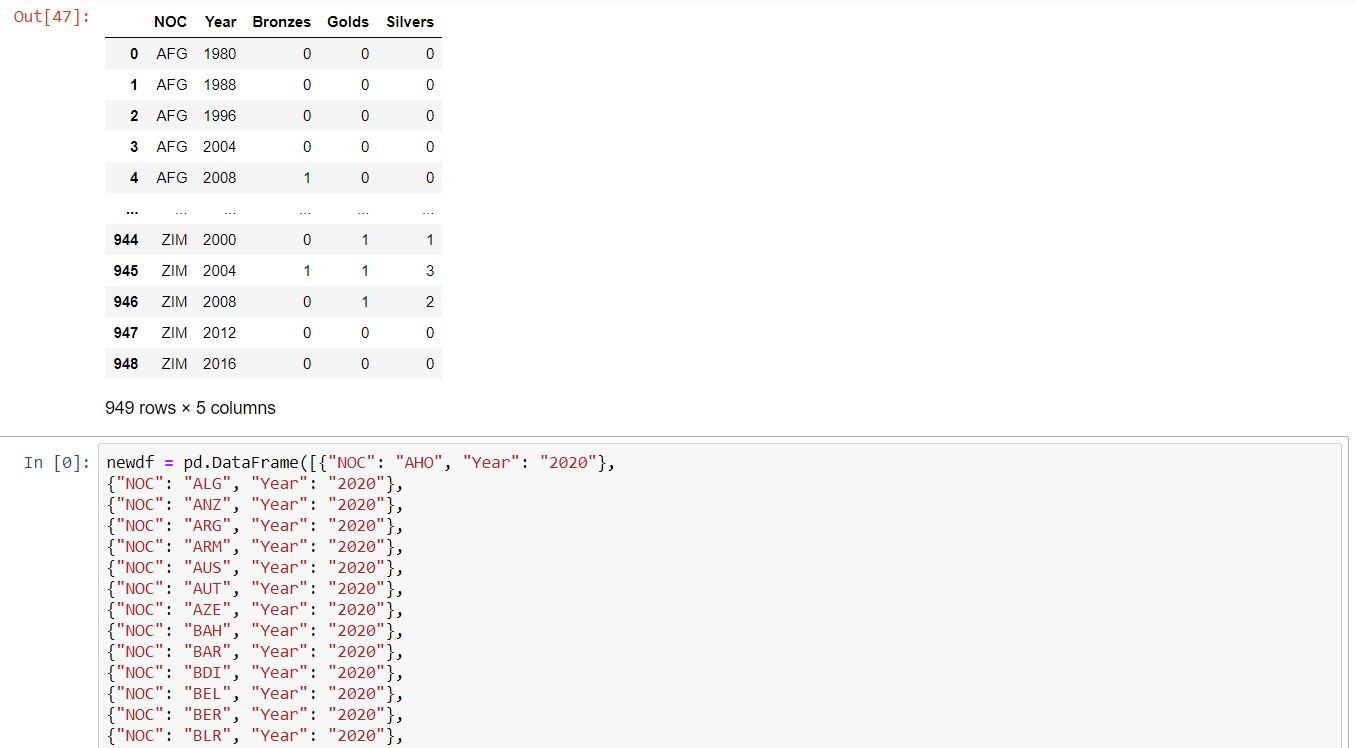 Out[47]:
NOC Year Bronzes Golds Silvers
0 AFG 1980 0 0 0
1 AFG 1988 0 0 0
2 AFG 1996 0 0 0
3 AFG 2004 0 0 0
4 AFG 2008 1 0 0
... ... ... ... ... ...
944 ZIM 2000 0 1 1
945 ZIM 2004 1 1 3
946 ZIM 2008 0 1 2
947 ZIM 2012 0 0 0
948 ZIM 2016 0 0 0
949 rows × 5 columns
In [0]: newdf = pd.DataFrame([{"NOC": "AHO", "Year": "2020"},
{"NOC": "ALG", "Year": "2020"},
{"NOC": "ANZ", "Year": "2020"},
{"NOC": "ARG", "Year": "2020"},
{"NOC": "ARM", "Year": "2020"},
{"NOC": "AUS", "Year": "2020"},
{"NOC": "AUT", "Year": "2020"},
{"NOC": "AZE", "Year": "2020"},
{"NOC": "BAH", "Year": "2020"},
{"NOC": "BAR", "Year": "2020"},
{"NOC": "BDI", "Year": "2020"},
{"NOC": "BEL", "Year": "2020"},
{"NOC": "BER", "Year": "2020"},
{"NOC": "BLR", "Year": "2020"},